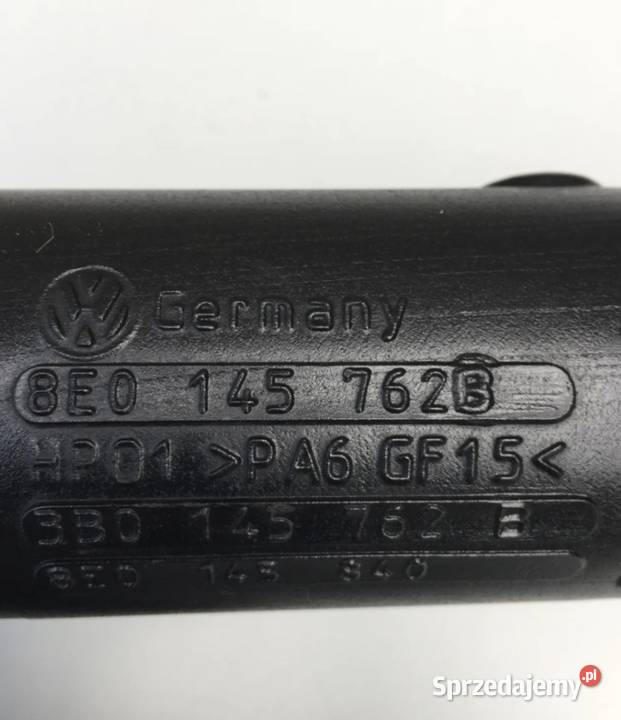 Germany
8E0 145 762B
HP01 >PA6 GF15<
3B0 145 762 B
8E0 145 840
Sprzedajemy.pl